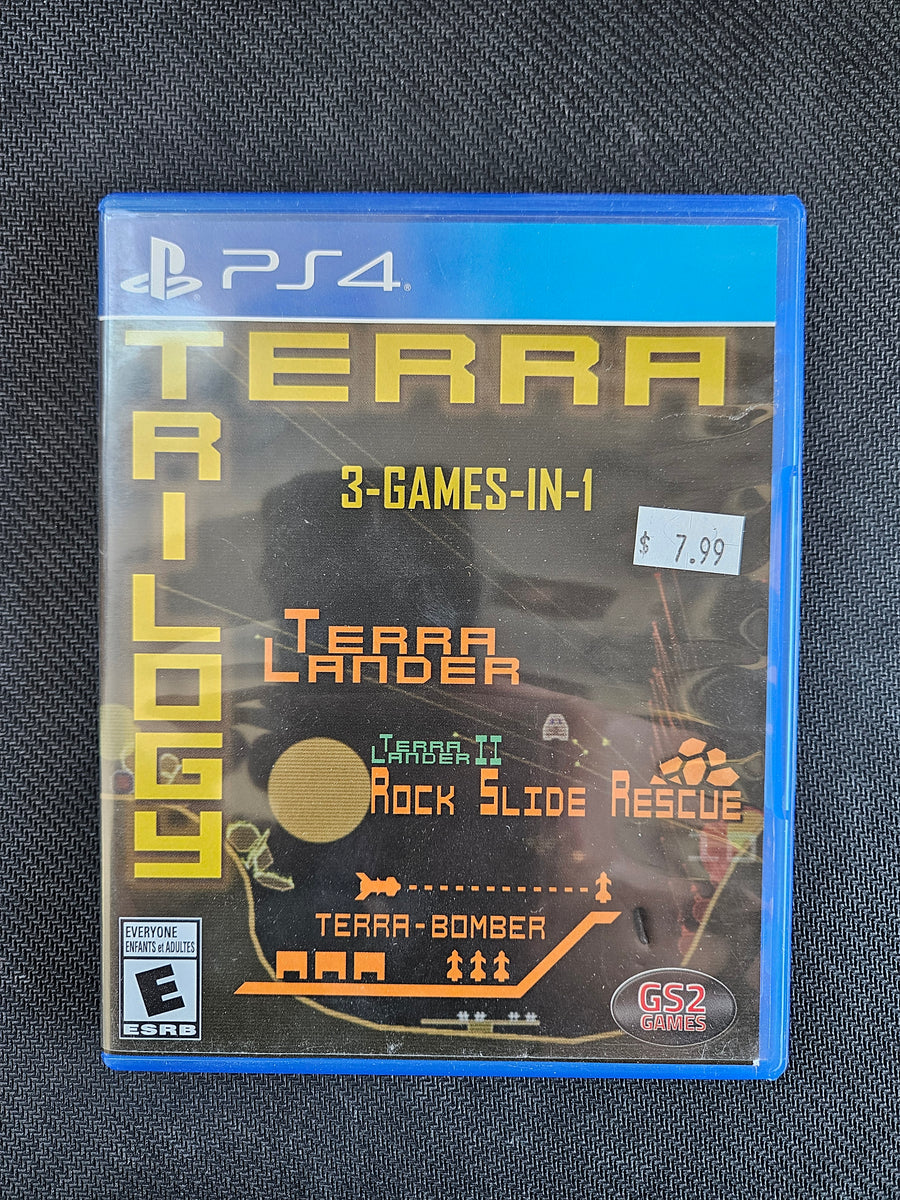 PS4®
TERRA
TRILOGY
3-GAMES-IN-1
$ 7.99
TERRA
LANDER
TERRA
LANDER II
ROCK SLIDE RESCUE
TERRA-BOMBER
EVERYONE
ENFANTS et ADULTES
E
ESRB
GS2
GAMES